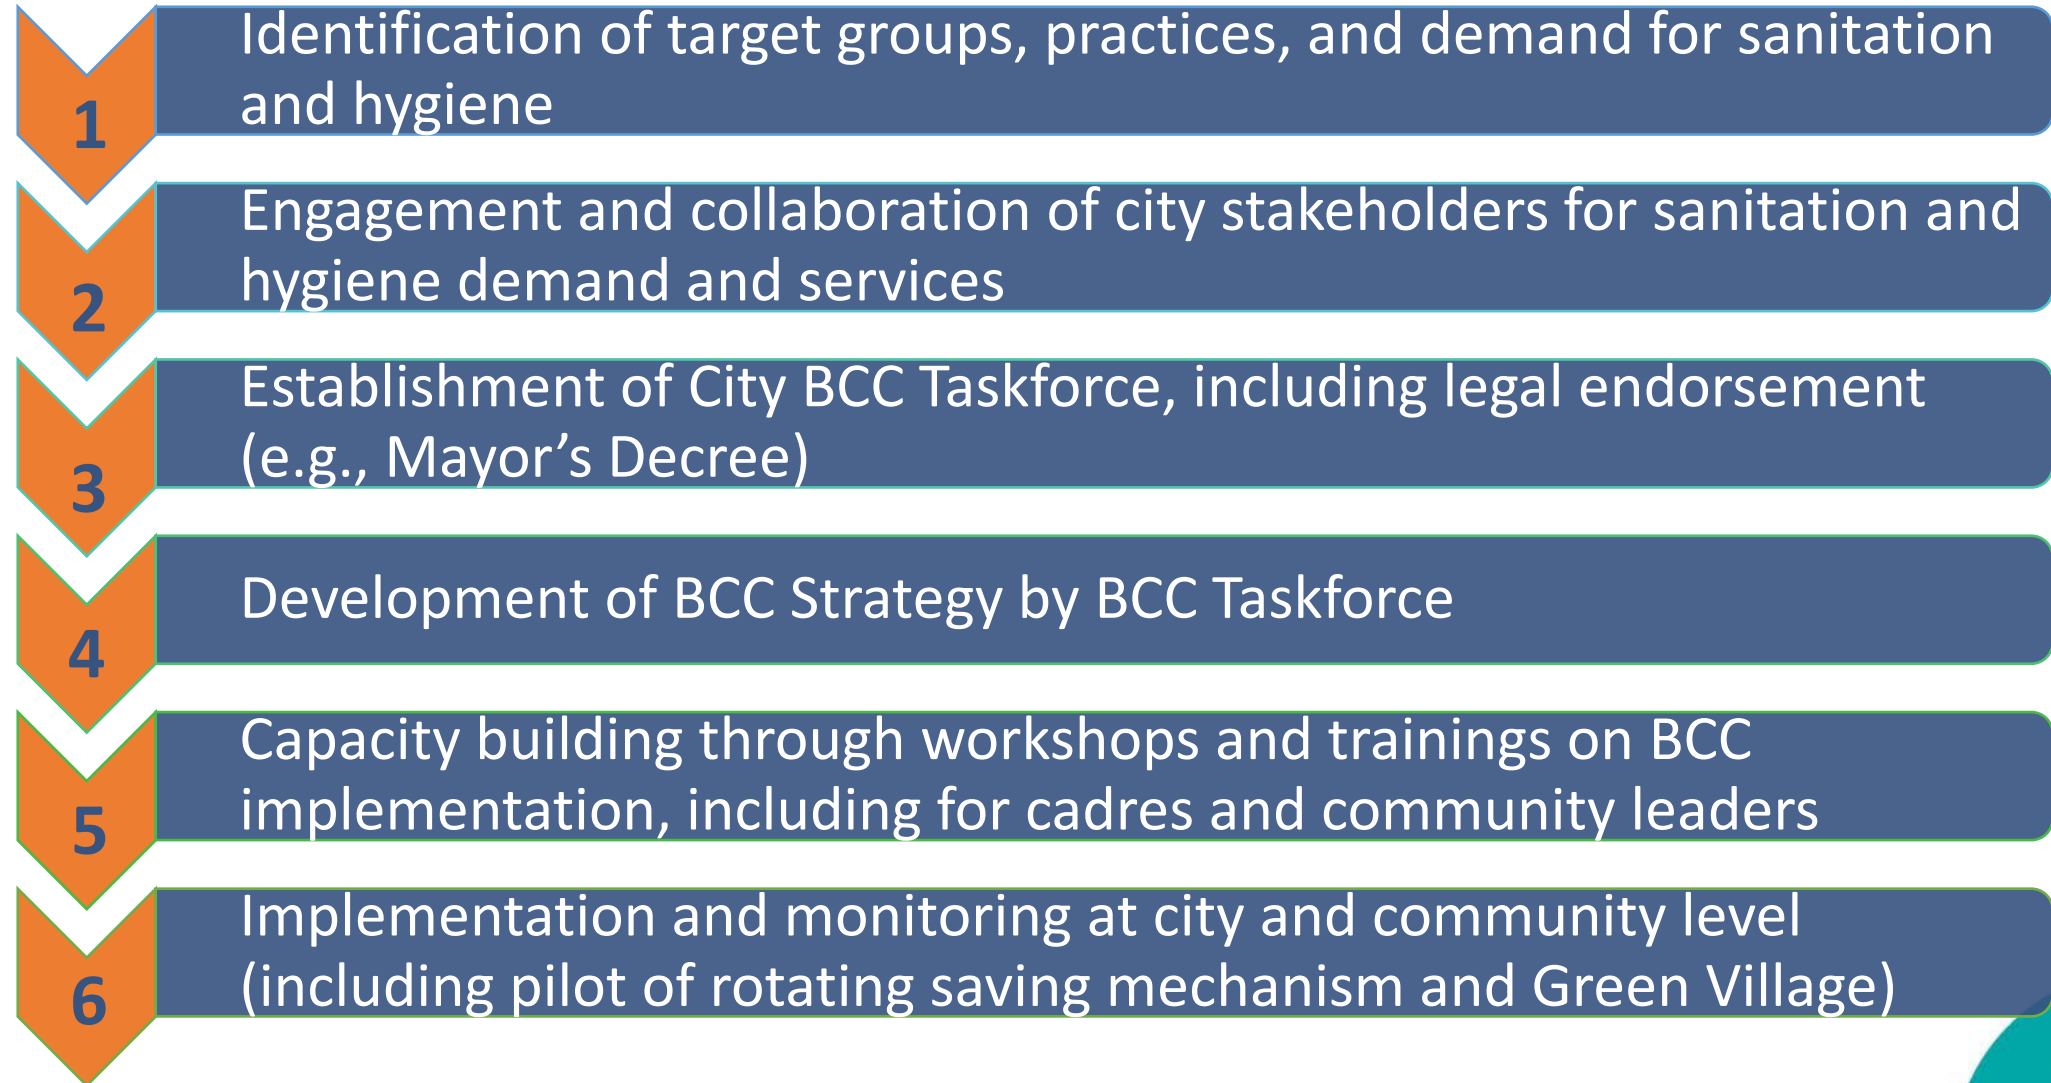 1
Identification of target groups, practices, and demand for sanitation
and hygiene
2
Engagement and collaboration of city stakeholders for sanitation and
hygiene demand and services
3
Establishment of City BCC Taskforce, including legal endorsement
(e.g., Mayor’s Decree)
4
Development of BCC Strategy by BCC Taskforce
5
Capacity building through workshops and trainings on BCC
implementation, including for cadres and community leaders
6
Implementation and monitoring at city and community level
(including pilot of rotating saving mechanism and Green Village)